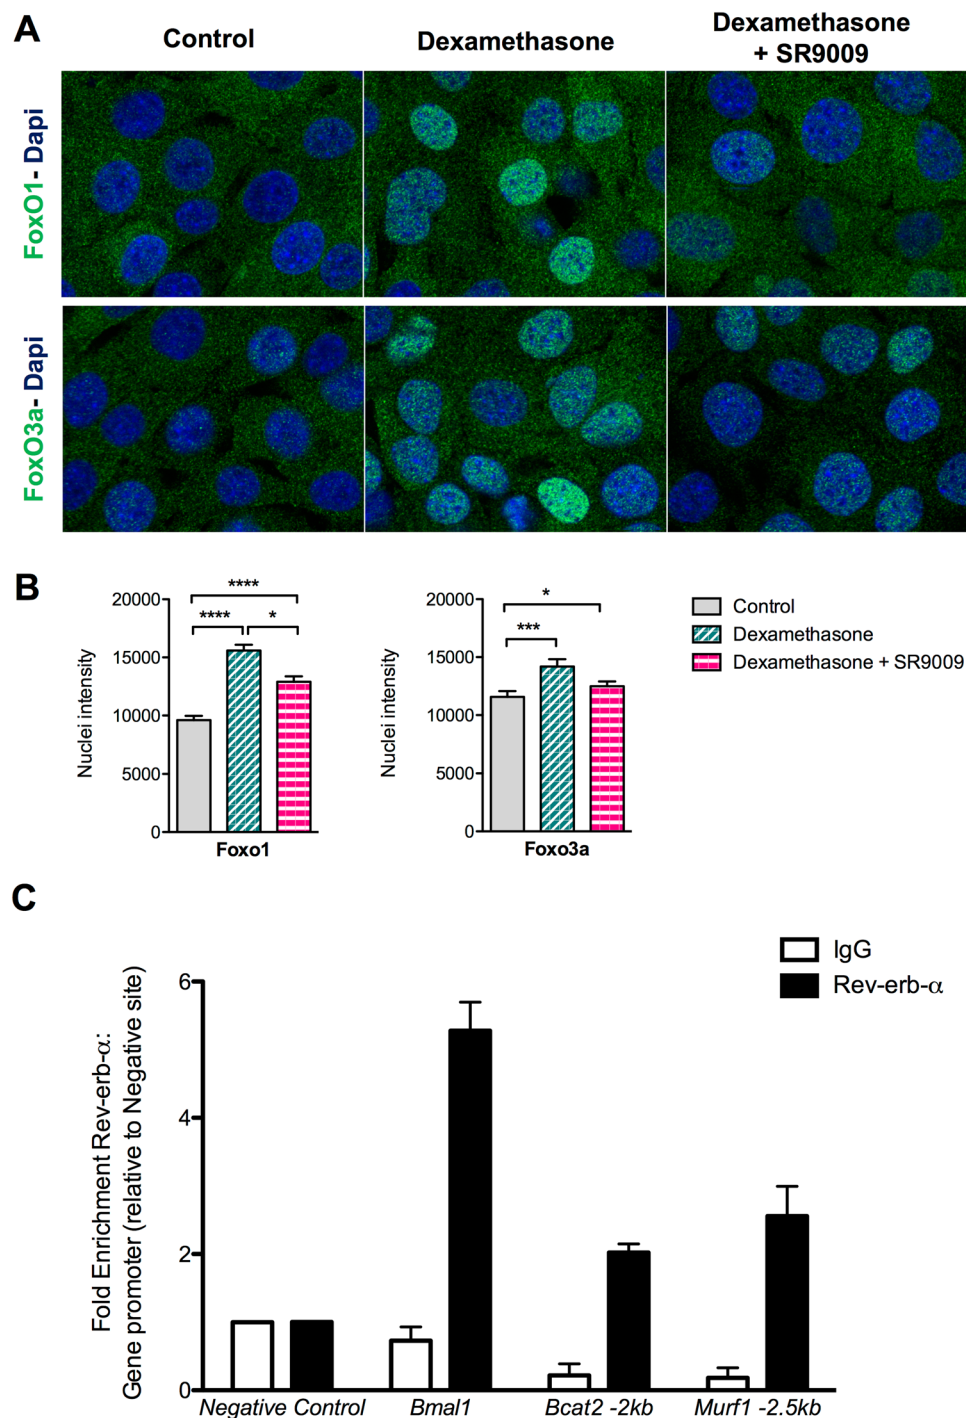 A
Control
Dexamethasone
Dexamethasone
+ SR9009
FoxO1- Dapi
FoxO3a- Dapi
B
Nuclei intensity
20000
15000
10000
5000
0
****
****
*
Foxo1
Nuclei intensity
20000
15000
10000
5000
0
*
***
Foxo3a
Control
Dexamethasone
Dexamethasone + SR9009
C
IgG
Rev-erb-α
Fold Enrichment Rev-erb-α:
Gene promoter (relative to Negative site)
6
4
2
0
Negative Control
Bmal1
Bcat2 -2kb
Murf1 -2.5kb